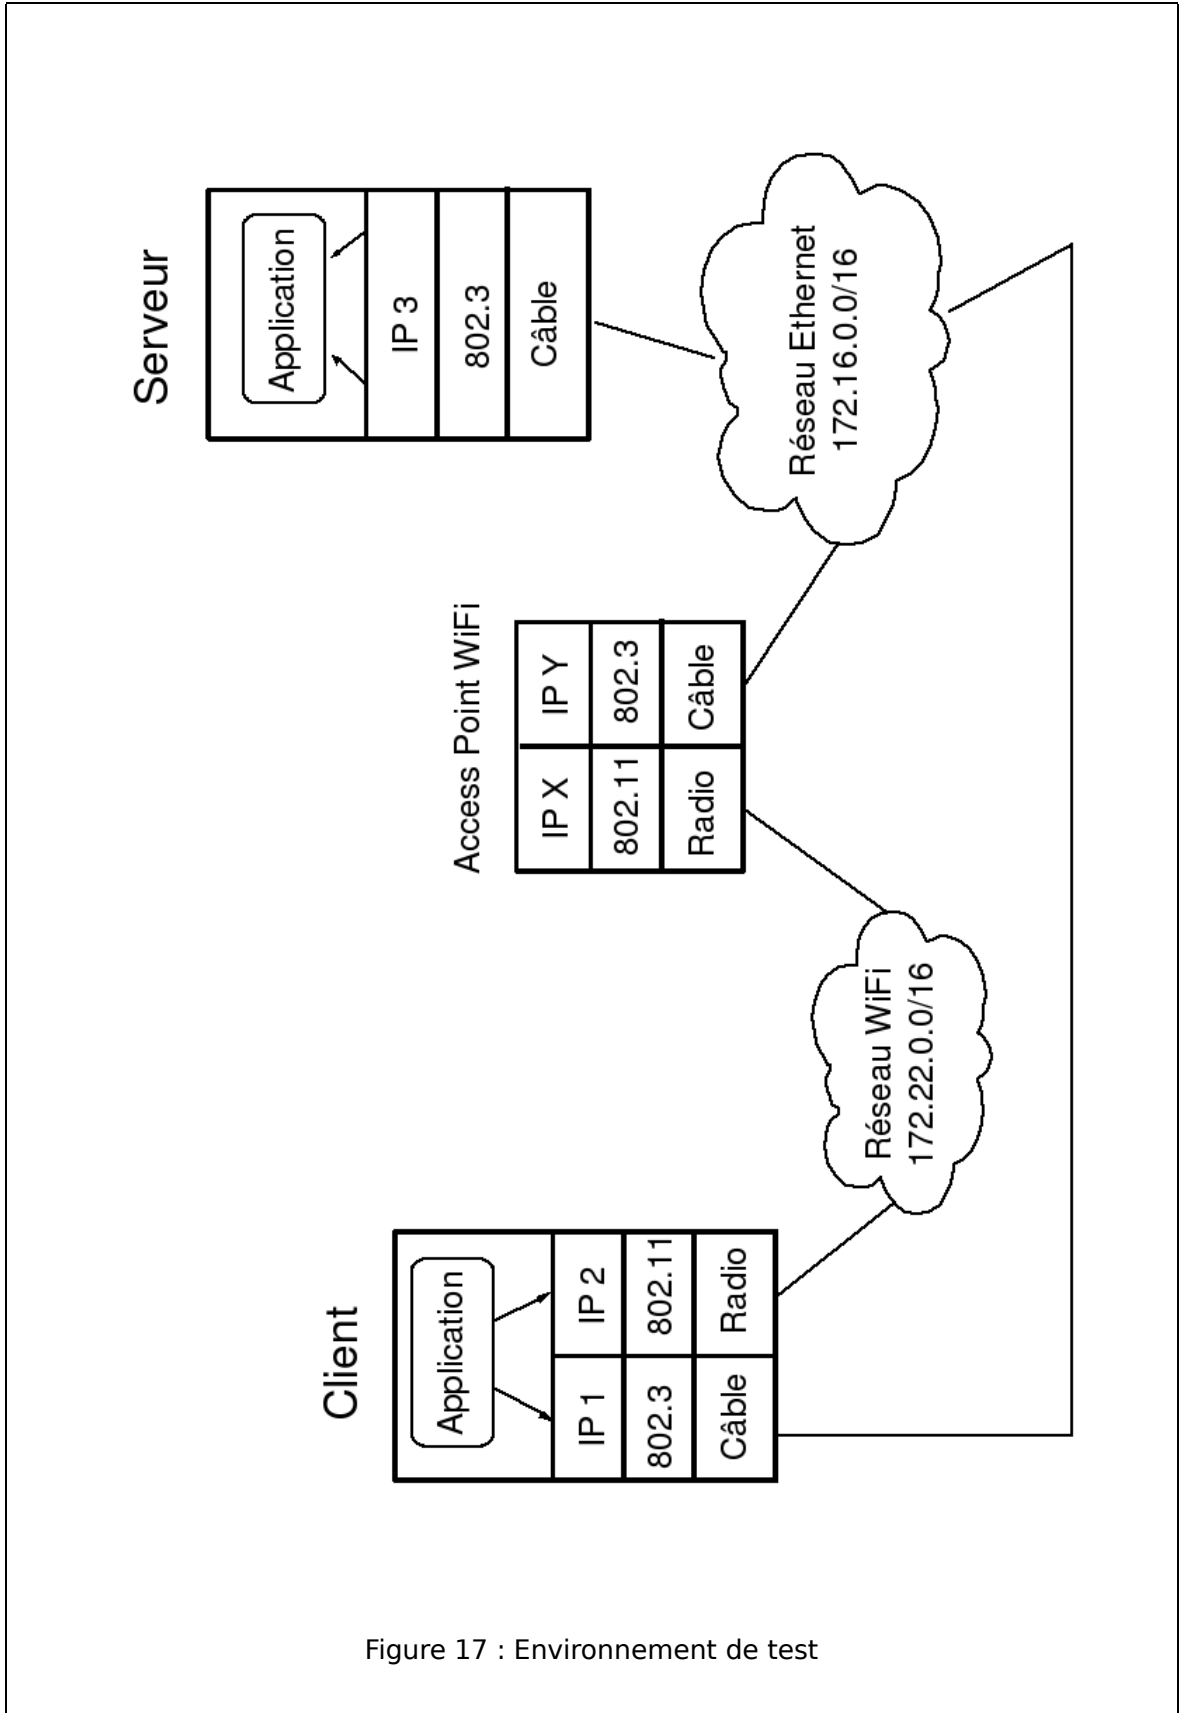 Client
Application
IP 1
IP 2
802.3
802.11
Câble
Radio
Réseau WiFi
172.22.0.0/16
Access Point WiFi
IP X
IP Y
802.11
802.3
Radio
Câble
Serveur
Application
IP 3
802.3
Câble
Réseau Ethernet
172.16.0.0/16
Figure 17 : Environnement de test